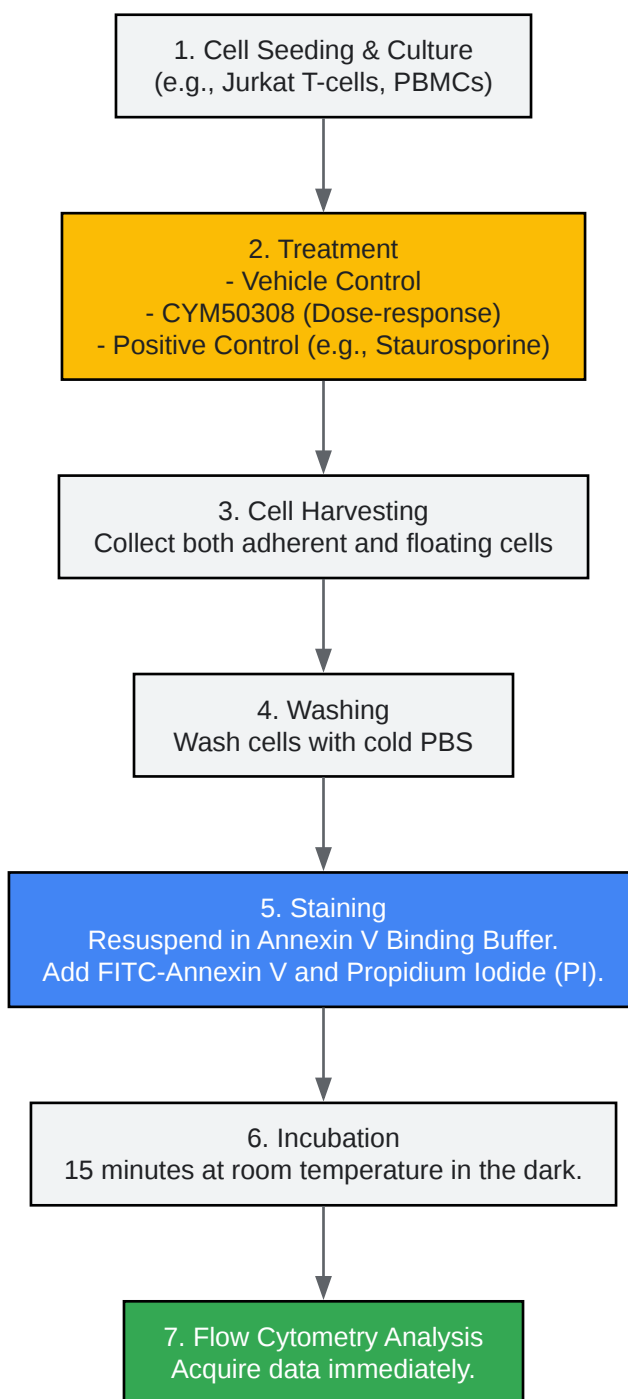 1. Cell Seeding & Culture
(e.g., Jurkat T-cells, PBMCs)
2. Treatment
- Vehicle Control
- CYM50308 (Dose-response)
- Positive Control (e.g., Staurosporine)
3. Cell Harvesting
Collect both adherent and floating cells
4. Washing
Wash cells with cold PBS
5. Staining
Resuspend in Annexin V Binding Buffer.
Add FITC-Annexin V and Propidium Iodide (PI).
6. Incubation
15 minutes at room temperature in the dark.
7. Flow Cytometry Analysis
Acquire data immediately.